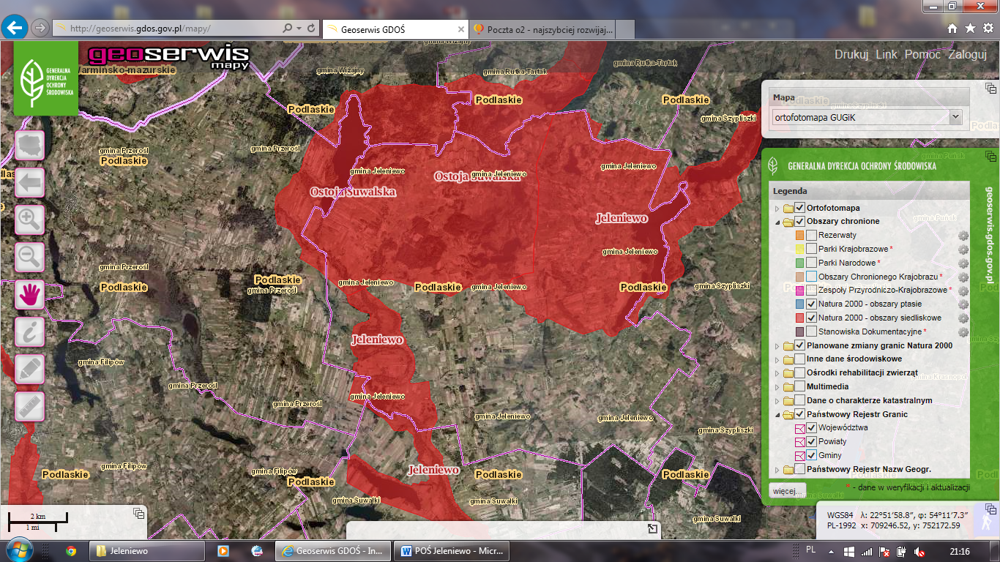 http://geoserwis.gdos.gov.pl/mapy/
Geoserwis GDOŚ
Poczta o2 - najszybciej rozwijaj...
GENERALNA
DYREKCJA
OCHRONY
ŚRODOWISKA
geoserwis
mapy
Drukuj Link Pomoc Zaloguj
Warmińsko-mazurskie
gmina Wiżajny
gmina Wiżajny
gmina Rutka-Tartak
gmina Rutka-Tartak
Podlaskie
Podlaskie
Podlaskie
gmina Szypliszki
gmina Przerośl
Podlaskie
gmina Przerośl
gmina Jeleniewo
Ostoja Suwalska
gmina Jeleniewo
gmina Jeleniewo
Ostoja Suwalska
Jeleniewo
gmina Jeleniewo
gmina Przerośl
Podlaskie
Podlaskie
gmina Przerośl
gmina Jeleniewo
Podlaskie
gmina Jeleniewo
Podlaskie
gmina Szypliszki
Jeleniewo
gmina Filipów
gmina Przerośl
gmina Przerośl
gmina Jeleniewo
gmina Jeleniewo
gmina Jeleniewo
gmina Szypliszki
gmina Filipów
Podlaskie
gmina Filipów
Podlaskie
Jeleniewo
Podlaskie
Podlaskie
gmina Suwałki
gmina Suwałki
gmina Suwałki
Mapa
ortofotomapa GUGiK
GENERALNA DYREKCJA OCHRONY ŚRODOWISKA
geoserwis.gdos.gov.pl
Legenda
Ortofotomapa
Obszary chronione
Rezerwaty
Parki Krajobrazowe *
Parki Narodowe *
Obszary Chronionego Krajobrazu *
Zespoły Przyrodniczo-Krajobrazowe *
Natura 2000 - obszary ptasie
Natura 2000 - obszary siedliskowe
Stanowiska Dokumentacyjne *
Planowane zmiany granic Natura 2000
Inne dane środowiskowe
Ośrodki rehabilitacji zwierząt
Multimedia
Dane o charakterze katastralnym
Państwowy Rejestr Granic
Województwa
Powiaty
Gminy
Państwowy Rejestr Nazw Geogr.
więcej...
* - dane w weryfikacji i aktualizacji
2 km
1 mi
WGS84 λ: 22°51'58.8", φ: 54°11'7.3"
PL-1992 x: 709246.52, y: 752172.59
Jeleniewo
Geoserwis GDOŚ - In...
POŚ Jeleniewo - Micr...
PL
21:16